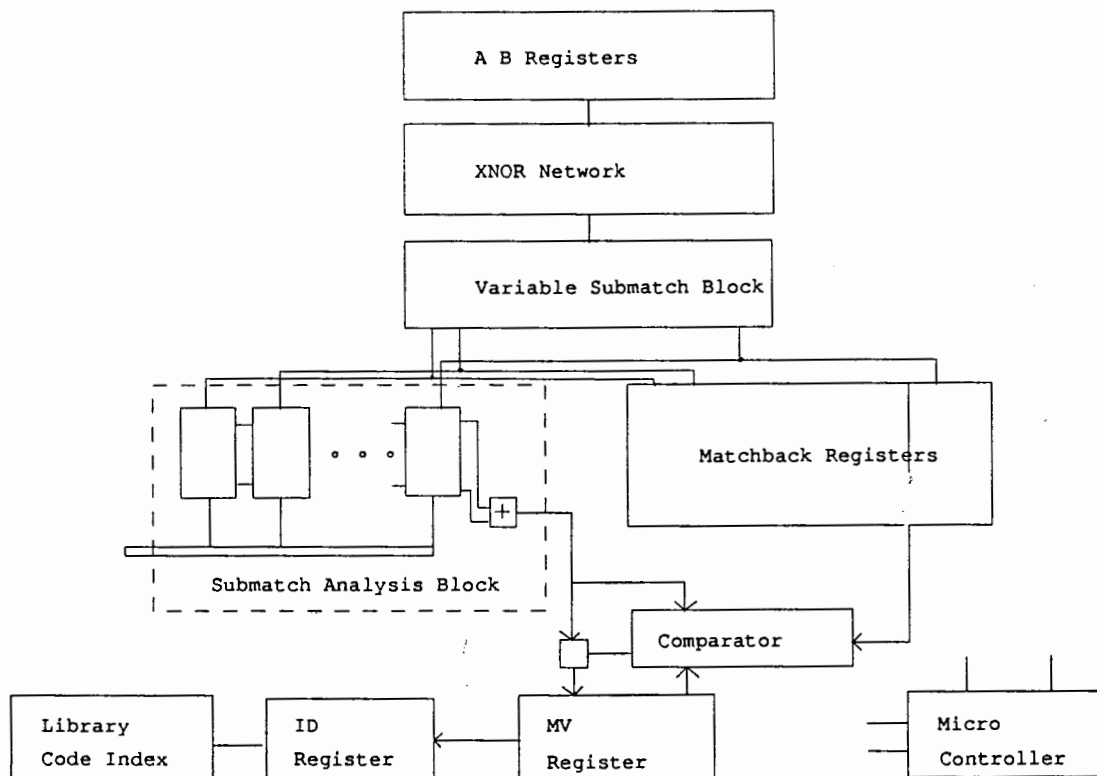 A B Registers
XNOR Network
Variable Submatch Block
Matchback Registers
+
Submatch Analysis Block
Comparator
Library
Code Index
ID
Register
MV
Register
Micro
Controller